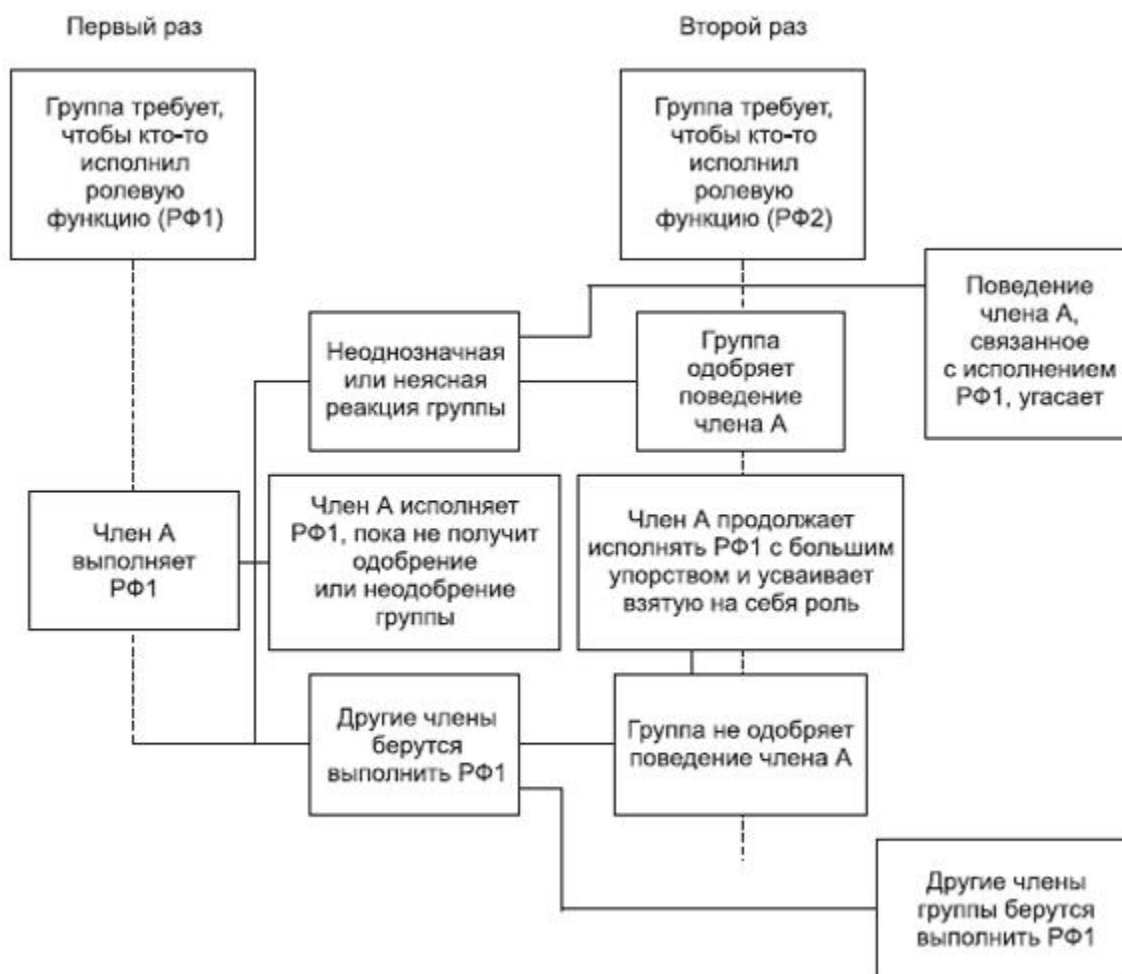 Первый раз
Второй раз
Группа требует,
чтобы кто-то
исполнил
ролевую
функцию (РФ1)
Группа требует,
чтобы кто-то
исполнил
ролевую
функцию (РФ2)
Поведение
члена А,
связанное
с исполнением
РФ1, угасает
Неоднозначная
или неясная
реакция группы
Группа
одобряет
поведение
члена А
Член А
выполняет
РФ1
Член А исполняет
РФ1, пока не получит
одобрение
или неодобрение
группы
Член А продолжает
исполнять РФ1 с большим
упорством и усваивает
взятую на себя роль
Другие члены
берутся
выполнить РФ1
Группа не одобряет
поведение члена А
Другие члены
группы берутся
выполнить РФ1